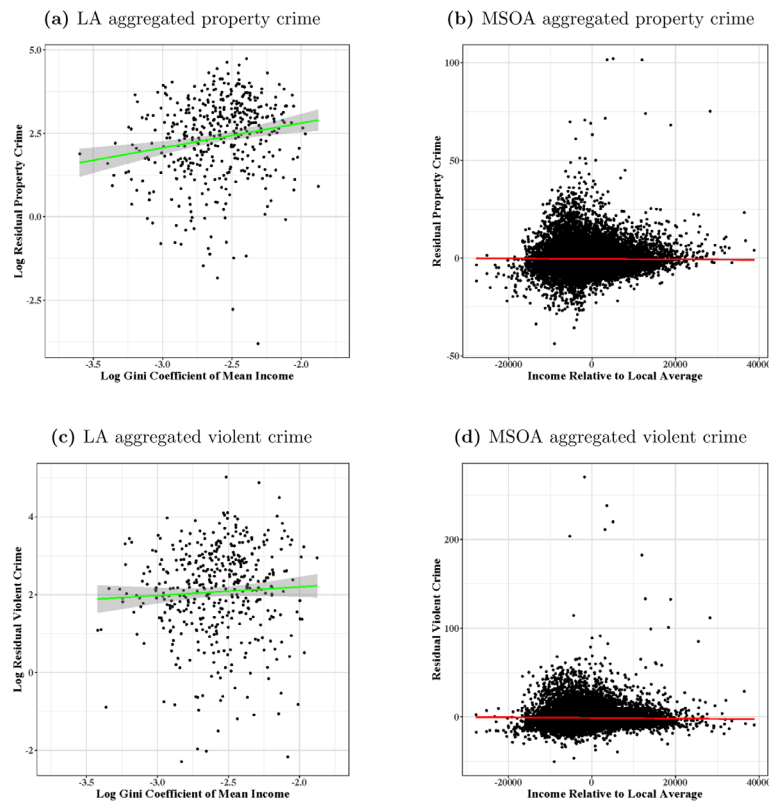 (a) LA aggregated property crime
(b) MSOA aggregated property crime
5.0
2.5
0.0
-2.5
Log Residual Property Crime
-3.5
-3.0
-2.5
-2.0
Log Gini Coefficient of Mean Income
100
50
0
-50
Residual Property Crime
-20000
0
20000
40000
Income Relative to Local Average
(c) LA aggregated violent crime
(d) MSOA aggregated violent crime
4
2
0
-2
Log Residual Violent Crime
-3.5
-3.0
-2.5
-2.0
Log Gini Coefficient of Mean Income
200
100
0
Residual Violent Crime
-20000
0
20000
40000
Income Relative to Local Average